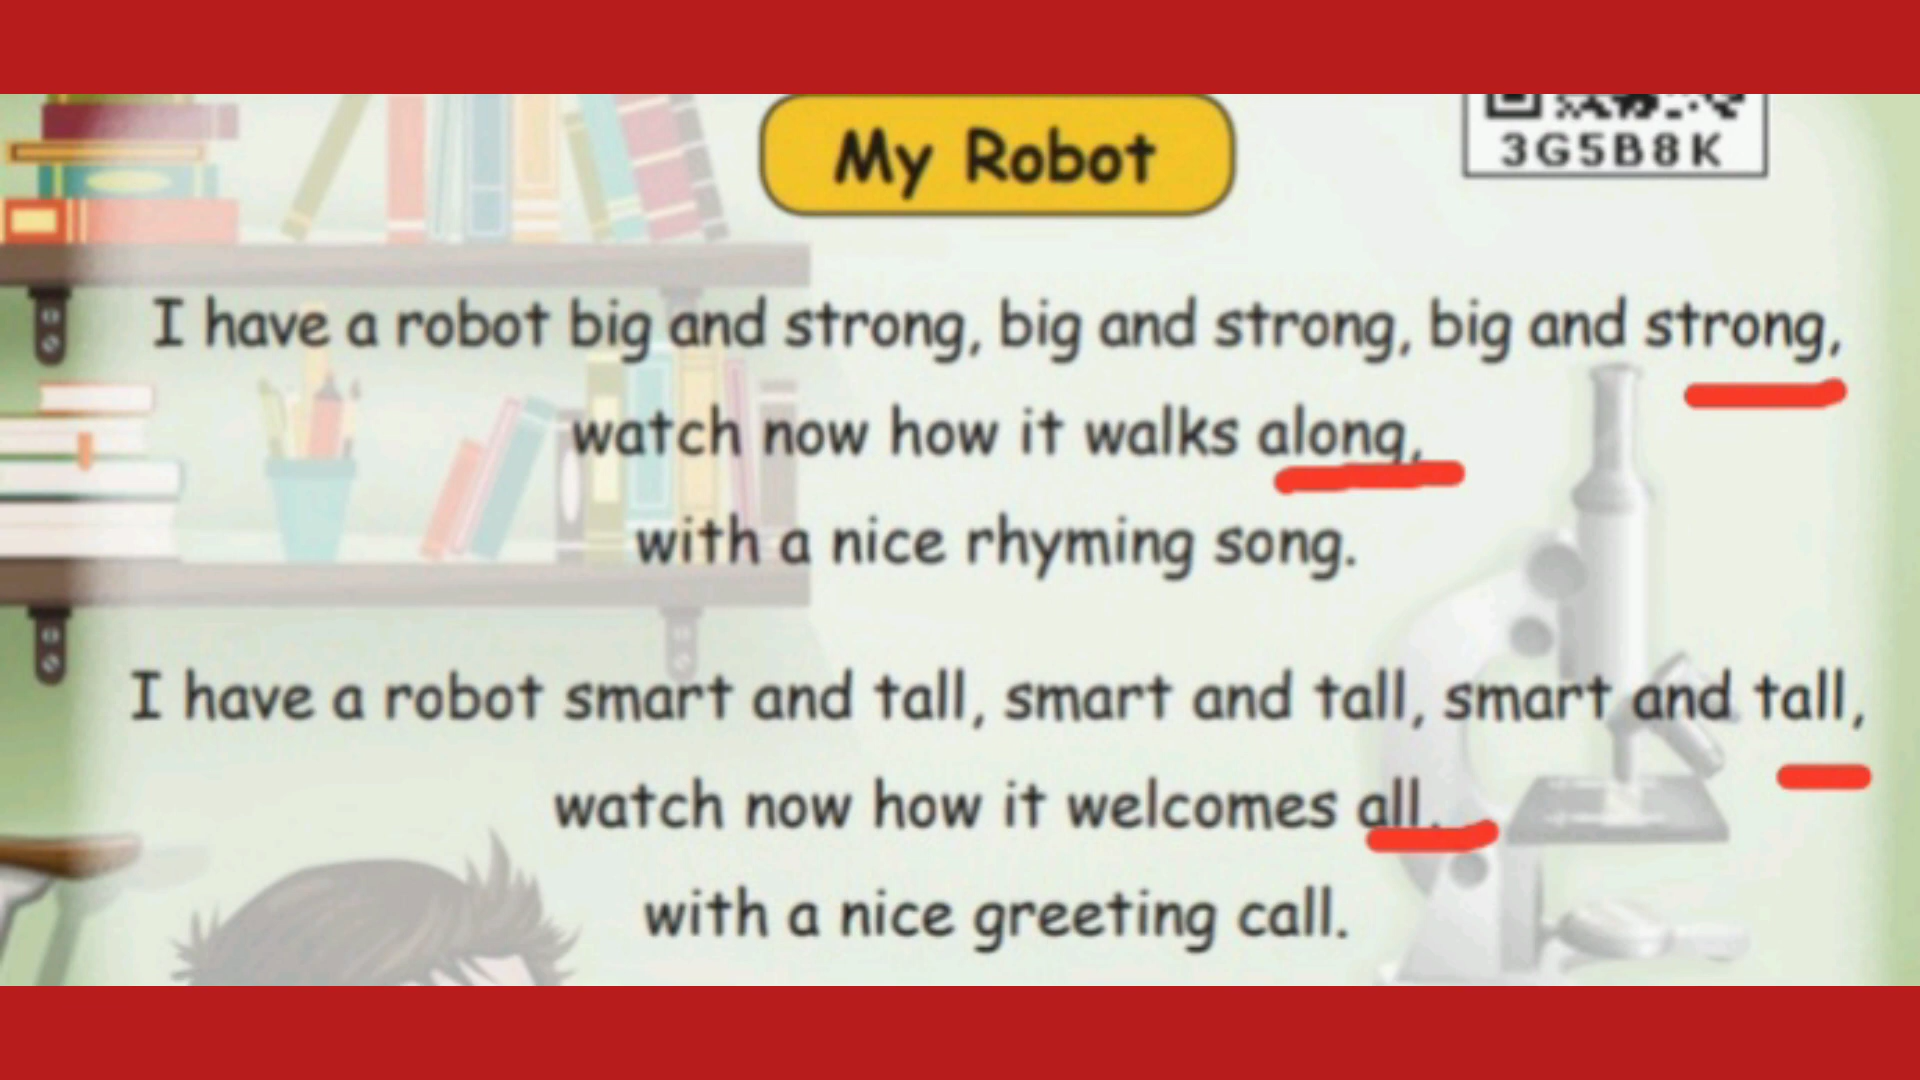 3G5B8K
My Robot
I have a robot big and strong, big and strong, big and strong,
watch now how it walks along,
with a nice rhyming song.
I have a robot smart and tall, smart and tall, smart and tall,
watch now how it welcomes all,
with a nice greeting call.